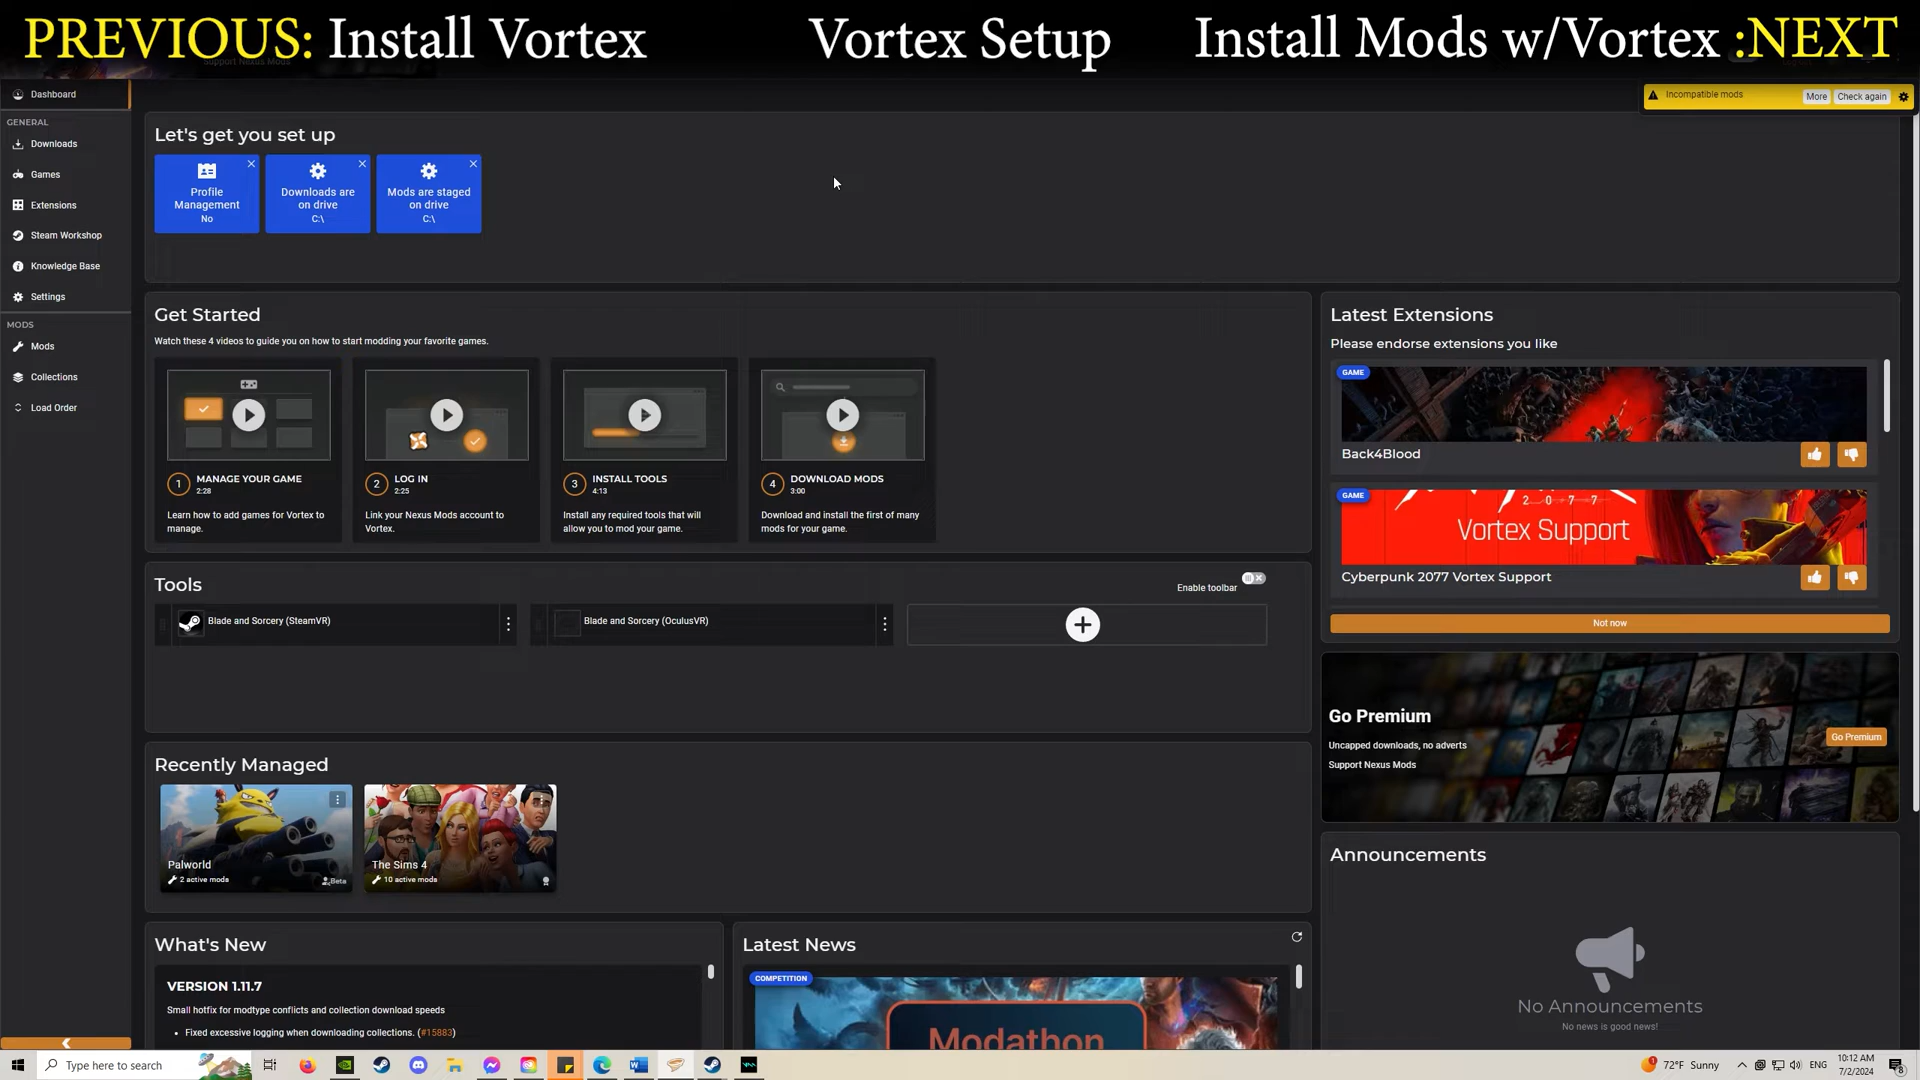 PREVIOUS: Install Vortex
Vortex Setup
Install Mods w/Vortex :NEXT
Support Nexus Mods
Dashboard
GENERAL
Downloads
Games
Extensions
Steam Workshop
Knowledge Base
Settings
MODS
Mods
Collections
Load Order
Incompatible mods
More
Check again
Let's get you set up
Profile
Management
No
Downloads are
on drive
C:\
Mods are staged
on drive
C:\
Get Started
Watch these 4 videos to guide you on how to start modding your favorite games.
1
MANAGE YOUR GAME
2:28
Learn how to add games for Vortex to
manage.
2
LOG IN
2:25
Link your Nexus Mods account to
Vortex.
3
INSTALL TOOLS
4:13
Install any required tools that will
allow you to mod your game.
4
DOWNLOAD MODS
3:00
Download and install the first of many
mods for your game.
Latest Extensions
Please endorse extensions you like
GAME
Back4Blood
GAME
2 0 7 7
Vortex Support
Cyberpunk 2077 Vortex Support
Not now
Tools
Enable toolbar
Blade and Sorcery (SteamVR)
Blade and Sorcery (OculusVR)
Go Premium
Uncapped downloads, no adverts
Support Nexus Mods
Go Premium
Recently Managed
Palworld
2 active mods
Beta
The Sims 4
10 active mods
Announcements
No Announcements
No news is good news!
What's New
VERSION 1.11.7
Small hotfix for modtype conflicts and collection download speeds
• Fixed excessive logging when downloading collections. (#15883)
Latest News
COMPETITION
Modathon
Type here to search
1
72°F Sunny
ENG
10:12 AM
7/2/2024
8